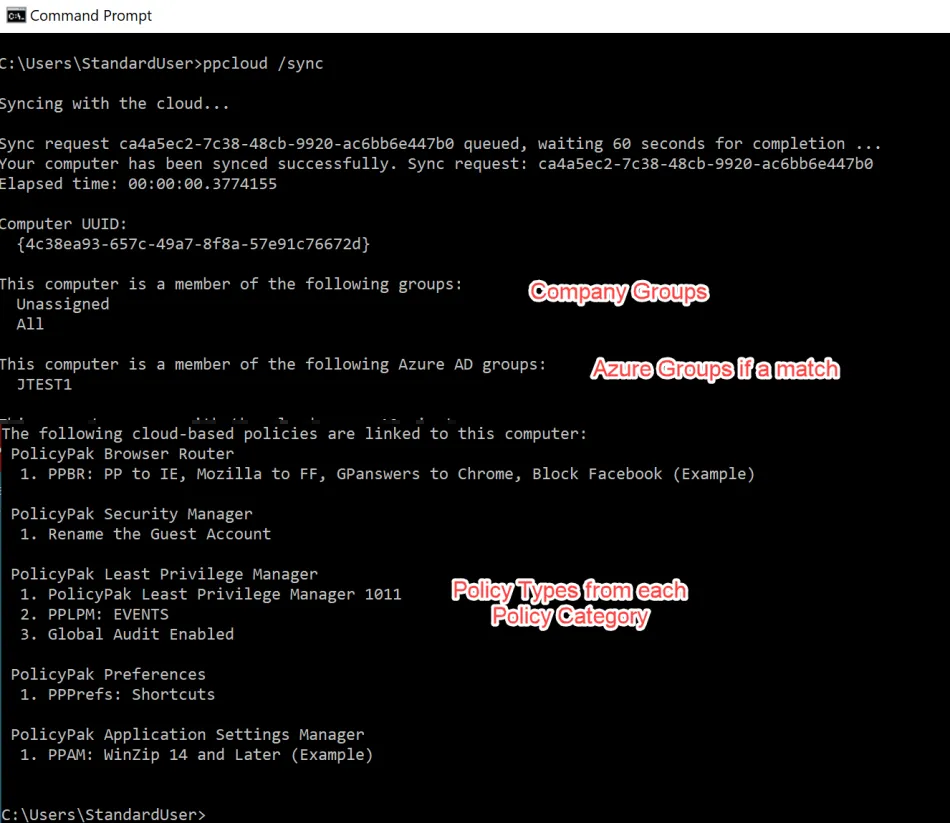 Command Prompt
C:\Users\StandardUser>ppcloud /sync
Syncing with the cloud...
Sync request ca4a5ec2-7c38-48cb-9920-ac6bb6e447b0 queued, waiting 60 seconds for completion ...
Your computer has been synced successfully. Sync request: ca4a5ec2-7c38-48cb-9920-ac6bb6e447b0
Elapsed time: 00:00:00.3774155
Computer UUID:
{4c38ea93-657c-49a7-8f8a-57e91c76672d}
This computer is a member of the following groups:
Company Groups
Unassigned
All
This computer is a member of the following Azure AD groups:
Azure Groups if a match
JTEST1
The following cloud-based policies are linked to this computer:
PolicyPak Browser Router
1. PPBR: PP to IE, Mozilla to FF, GPanswers to Chrome, Block Facebook (Example)
PolicyPak Security Manager
1. Rename the Guest Account
PolicyPak Least Privilege Manager
1. PolicyPak Least Privilege Manager 1011
2. PPLPM: EVENTS
3. Global Audit Enabled
Policy Types from each
Policy Category
PolicyPak Preferences
1. PPPrefs: Shortcuts
PolicyPak Application Settings Manager
1. PPAM: WinZip 14 and Later (Example)
C:\Users\StandardUser>